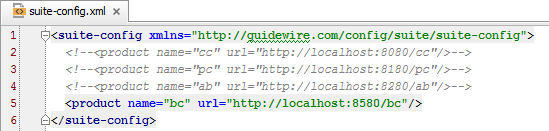 suite-config.xml ×
1 <suite-config xmlns="http://guidewire.com/config/suite/suite-config">
2 <!--<product name="cc" url="http://localhost:8080/cc"/>-->
3 <!--<product name="pc" url="http://localhost:8180/pc"/>-->
4 <!--<product name="ab" url="http://localhost:8280/ab"/>-->
5 <product name="bc" url="http://localhost:8580/bc"/>
6 </suite-config>